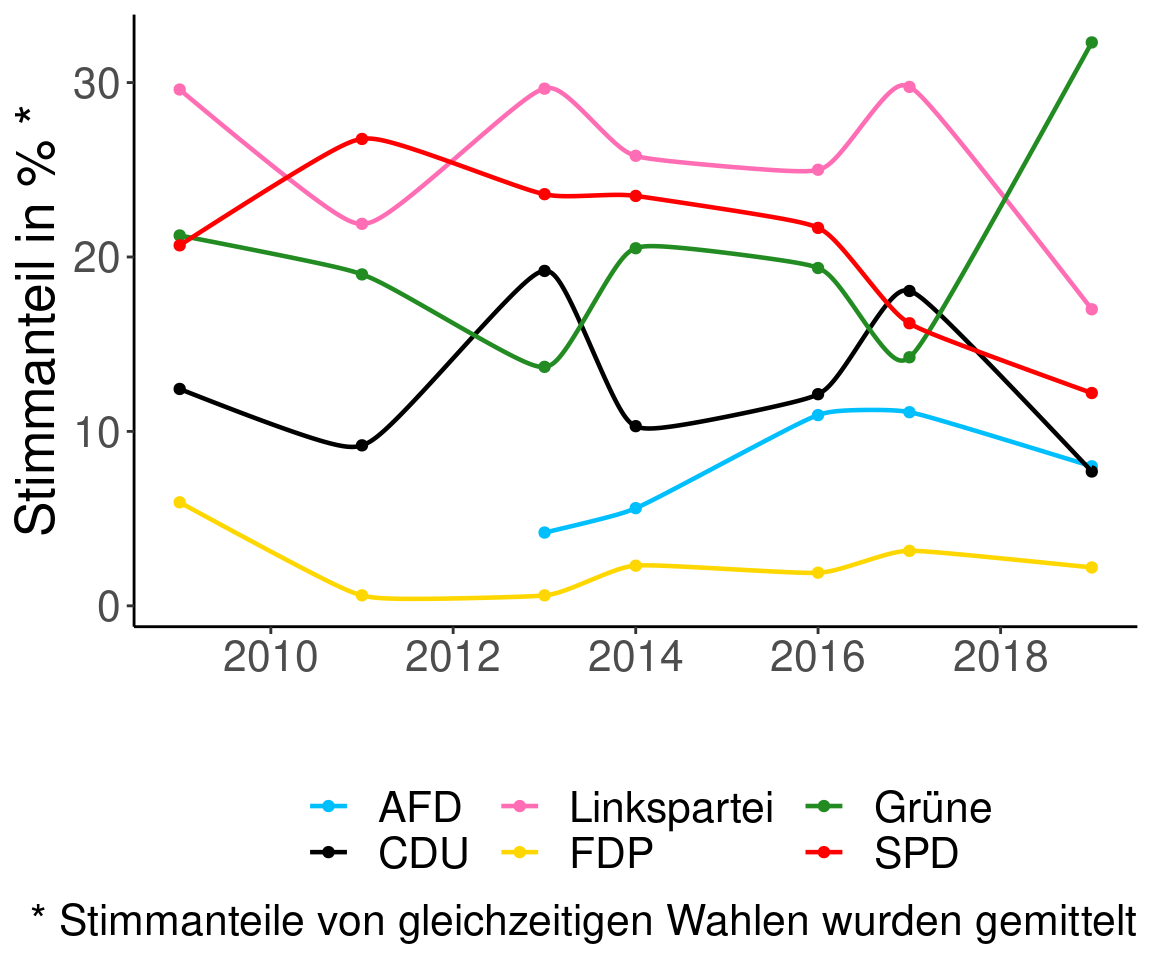 Stimmanteil in % *
30
20
10
0
2010 2012 2014 2016 2018
AFD Linkspartei Grüne
CDU FDP SPD
* Stimmanteile von gleichzeitigen Wahlen wurden gemittelt